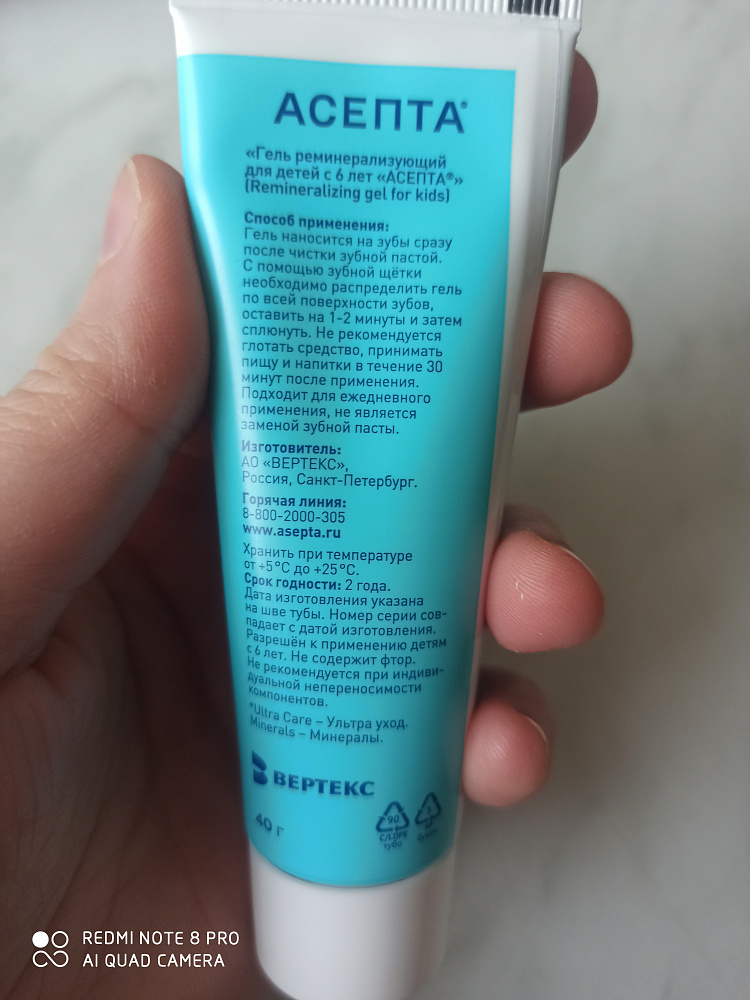 АСЕПТА®
«Гель реминерализующий
для детей с 6 лет «АСЕПТА®»
(Remineralizing gel for kids)
Способ применения:
Гель наносится на зубы сразу
после чистки зубной пастой.
С помощью зубной щётки
необходимо распределить гель
по всей поверхности зубов,
оставить на 1-2 минуты и затем
сплюнуть. Не рекомендуется
глотать средство, принимать
пищу и напитки в течение 30
минут после применения.
Подходит для ежедневного
применения, не является
заменой зубной пасты.
Изготовитель:
АО «ВЕРТЕКС»,
Россия, Санкт-Петербург.
Горячая линия:
8-800-2000-305
www.asepta.ru
Хранить при температуре
от +5°С до +25°С.
Срок годности: 2 года.
Дата изготовления указана
на шве тубы. Номер серии сов-
падает с датой изготовления.
Разрешён к применению детям
с 6 лет. Не содержит фтор.
Не рекомендуется при индиви-
дуальной непереносимости
компонентов.
*Ultra Care – Ультра уход.
Minerals – Минералы.
ВЕРТЕКС
40 г
90
C/LDPE
туба
PP
REDMI NOTE 8 PRO
AI QUAD CAMERA